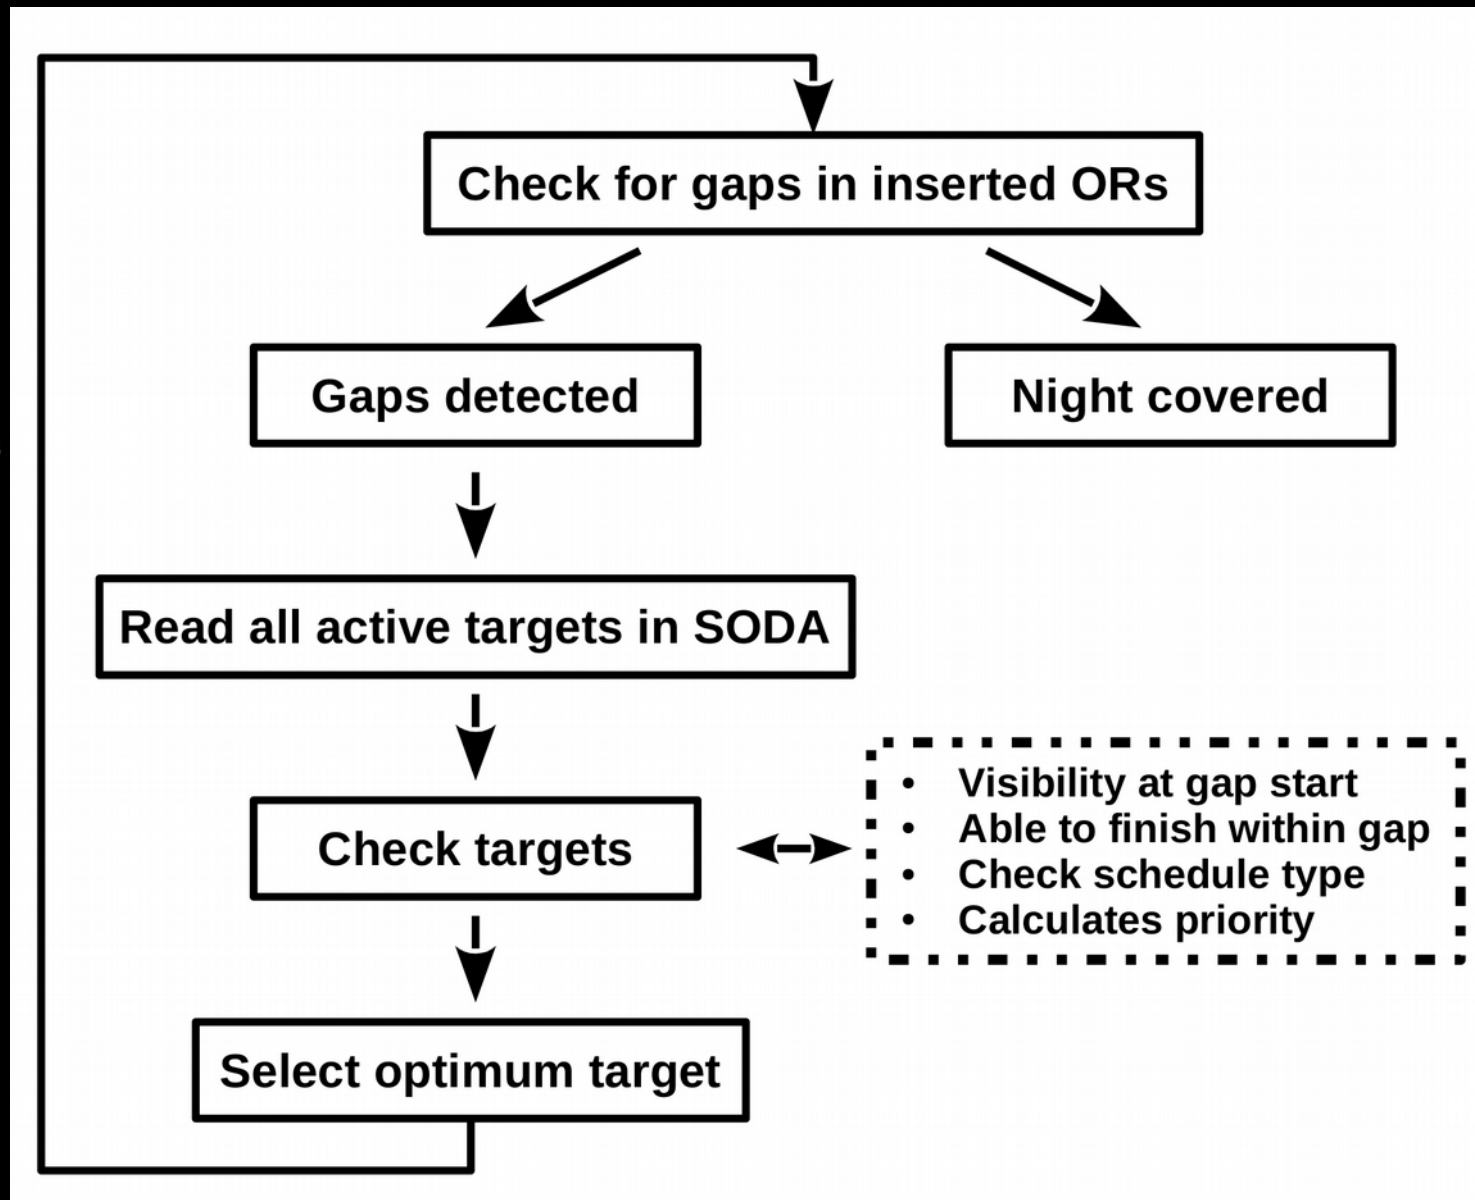 Check for gaps in inserted ORs
Gaps detected
Night covered
Read all active targets in SODA
Check targets
• Visibility at gap start
• Able to finish within gap
• Check schedule type
• Calculates priority
Select optimum target